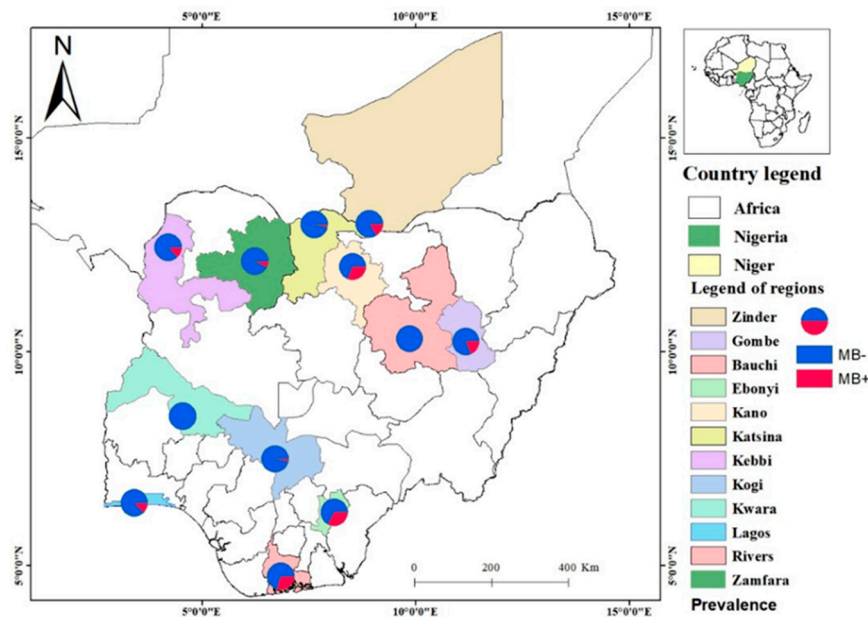 5°0'0"E
10°0'0"E
15°0'0"E
N
15°0'0"N
15°0'0"N
10°0'0"N
10°0'0"N
5°0'0"N
5°0'0"N
Country legend
Africa
Nigeria
Niger
Legend of regions
Zinder
Gombe
Bauchi
Ebonyi
Kano
Katsina
Kebbi
Kogi
Kwara
Lagos
Rivers
Zamfara
Prevalence
MB-
MB+
0 200 400 Km
5°0'0"E
10°0'0"E
15°0'0"E